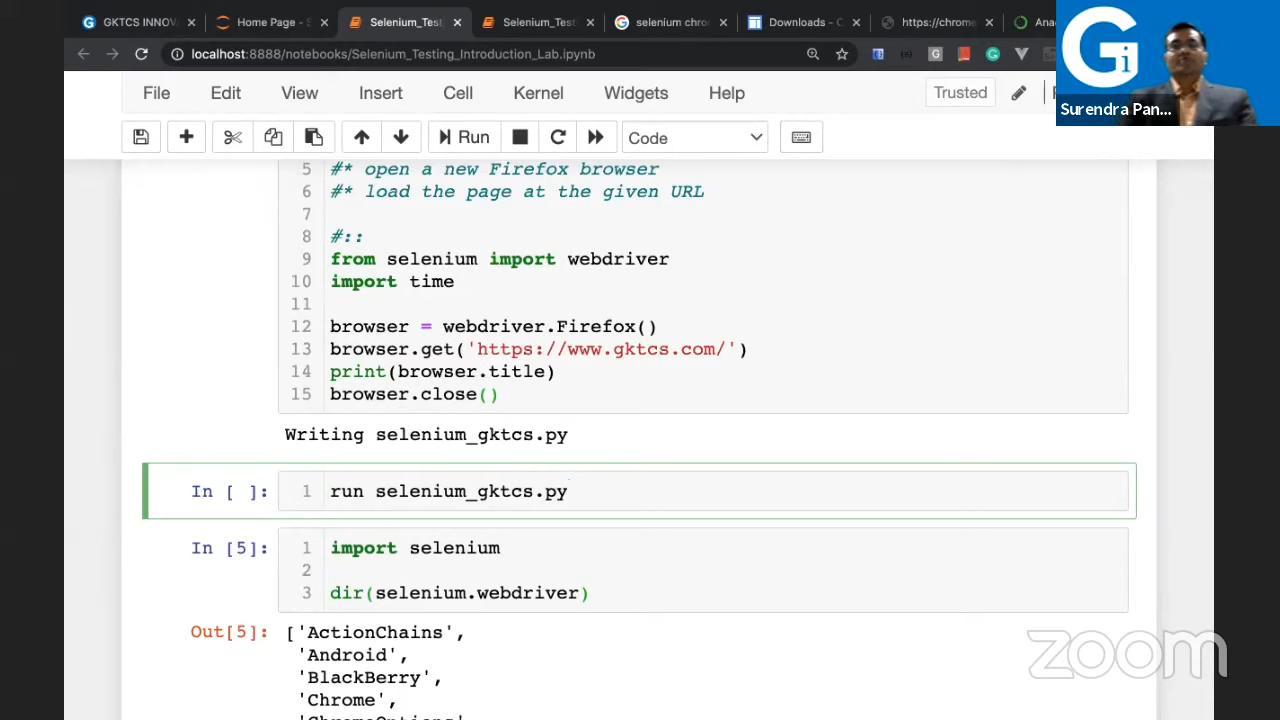 GKTCS INNOV
Home Page - S
Selenium_Test
Selenium_Test
selenium chro
Downloads - C
https://chrome
Ana
localhost:8888/notebooks/Selenium_Testing_Introduction_Lab.ipynb
Gi
Surendra Pan...
File Edit View Insert Cell Kernel Widgets Help Trusted
Run Code
5 #* open a new Firefox browser
6 #* load the page at the given URL
7
8 #::
9 from selenium import webdriver
10 import time
11
12 browser = webdriver.Firefox()
13 browser.get('https://www.gktcs.com/')
14 print(browser.title)
15 browser.close()
Writing selenium_gktcs.py
In [ ]: 1 run selenium_gktcs.py
In [5]: 1 import selenium
2
3 dir(selenium.webdriver)
Out[5]: ['ActionChains',
'Android',
'BlackBerry',
'Chrome',
'ChromeOptions'
zoom